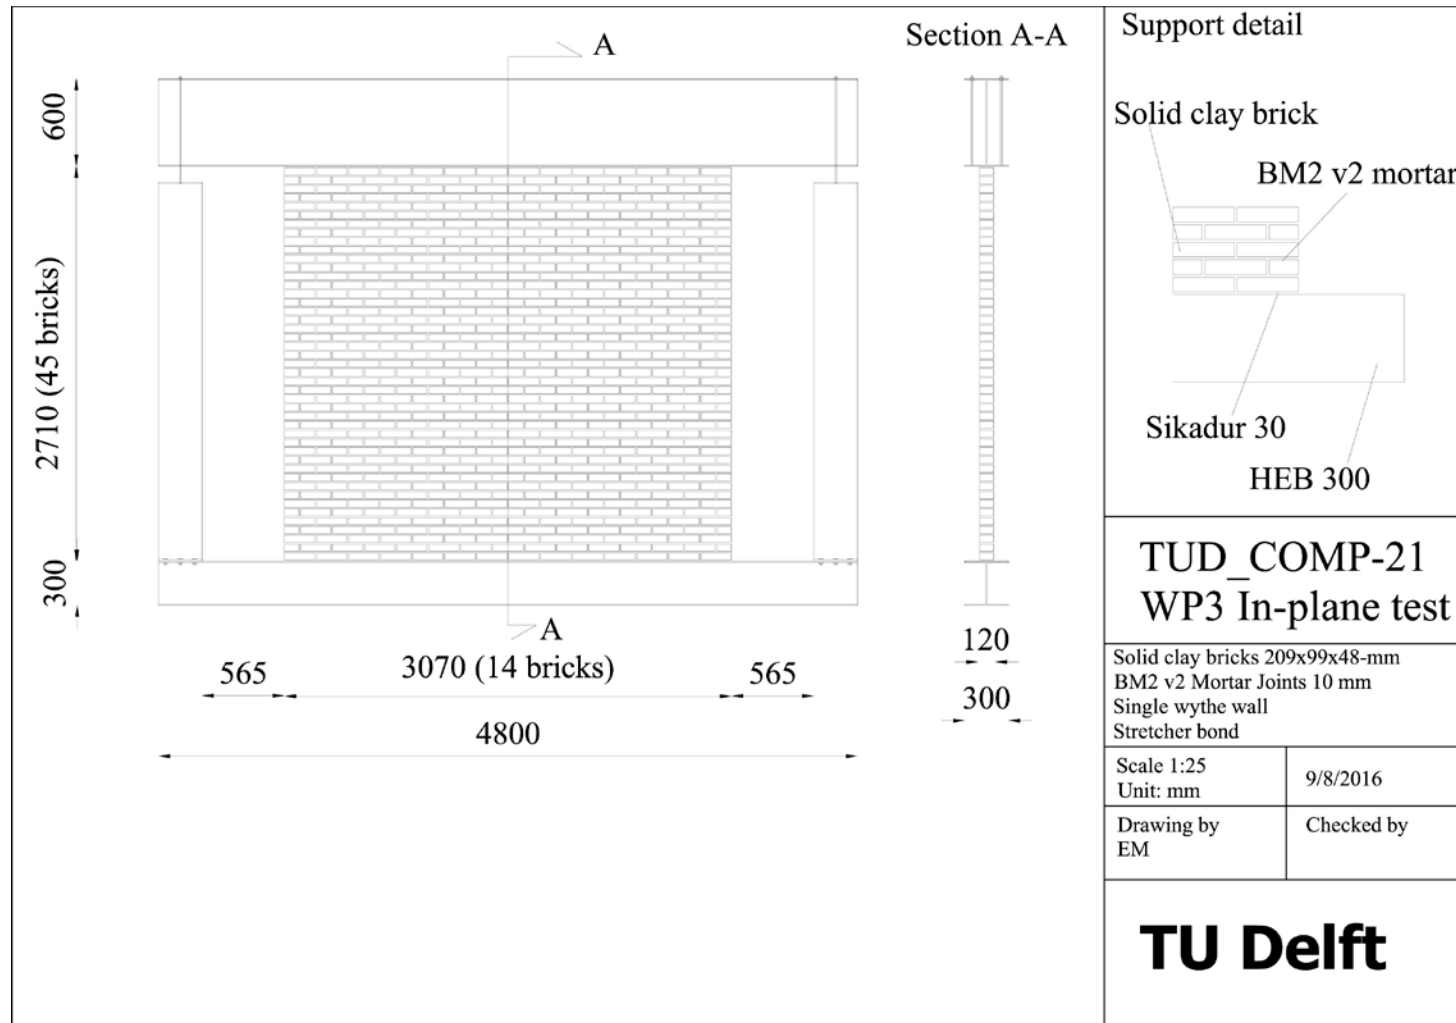 A
Section A-A
600
2710 (45 bricks)
300
A
565
3070 (14 bricks)
565
4800
120
300
Support detail
Solid clay brick
BM2 v2 mortar
Sikadur 30
HEB 300
TUD_COMP-21
WP3 In-plane test
Solid clay bricks 209x99x48-mm
BM2 v2 Mortar Joints 10 mm
Single wythe wall
Stretcher bond
Scale 1:25
Unit: mm
9/8/2016
Drawing by
EM
Checked by
TU Delft